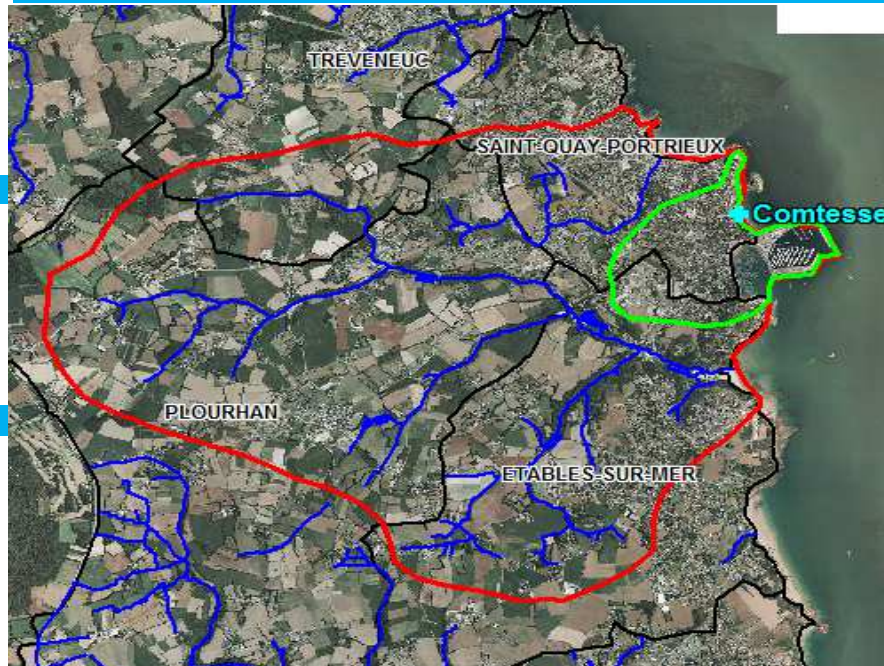 TREVENEUC
SAINT-QUAY-PORTRIEUX
Comtesse
PLOURHAN
ETABLES-SUR-MER